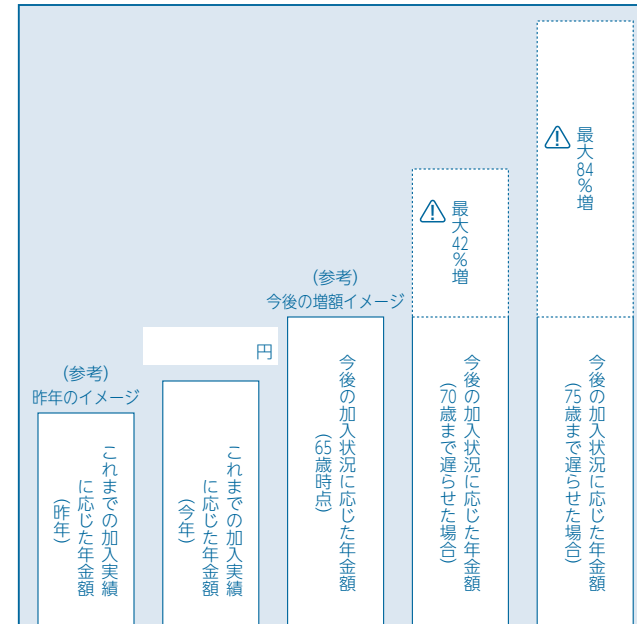 (参考)
昨年のイメージ
これまでの加入実績
に応じた年金額
(昨年)
円
これまでの加入実績
に応じた年金額
(今年)
(参考)
今後の増額イメージ
今後の加入状況に応じた年金額
(65歳時点)
最大42%増
今後の加入状況に応じた年金額
(70歳まで遅らせた場合)
最大84%増
今後の加入状況に応じた年金額
(75歳まで遅らせた場合)